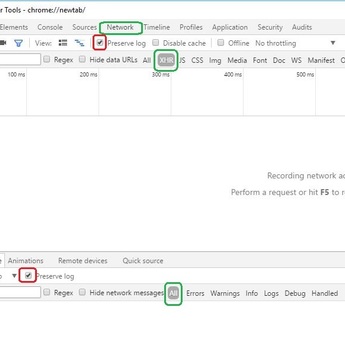 r Tools - chrome://newtab/
Elements Console Sources Network Timeline Profiles Application Security Audits
View: Preserve log Disable cache Offline No throttling
Regex Hide data URLs All XHR JS CSS Img Media Font Doc WS Manifest O
100 ms 200 ms 300 ms 400 ms
Recording network ac
Perform a request or hit F5 to re
Animations Remote devices Quick source
Preserve log
Regex Hide network messages All Errors Warnings Info Logs Debug Handled